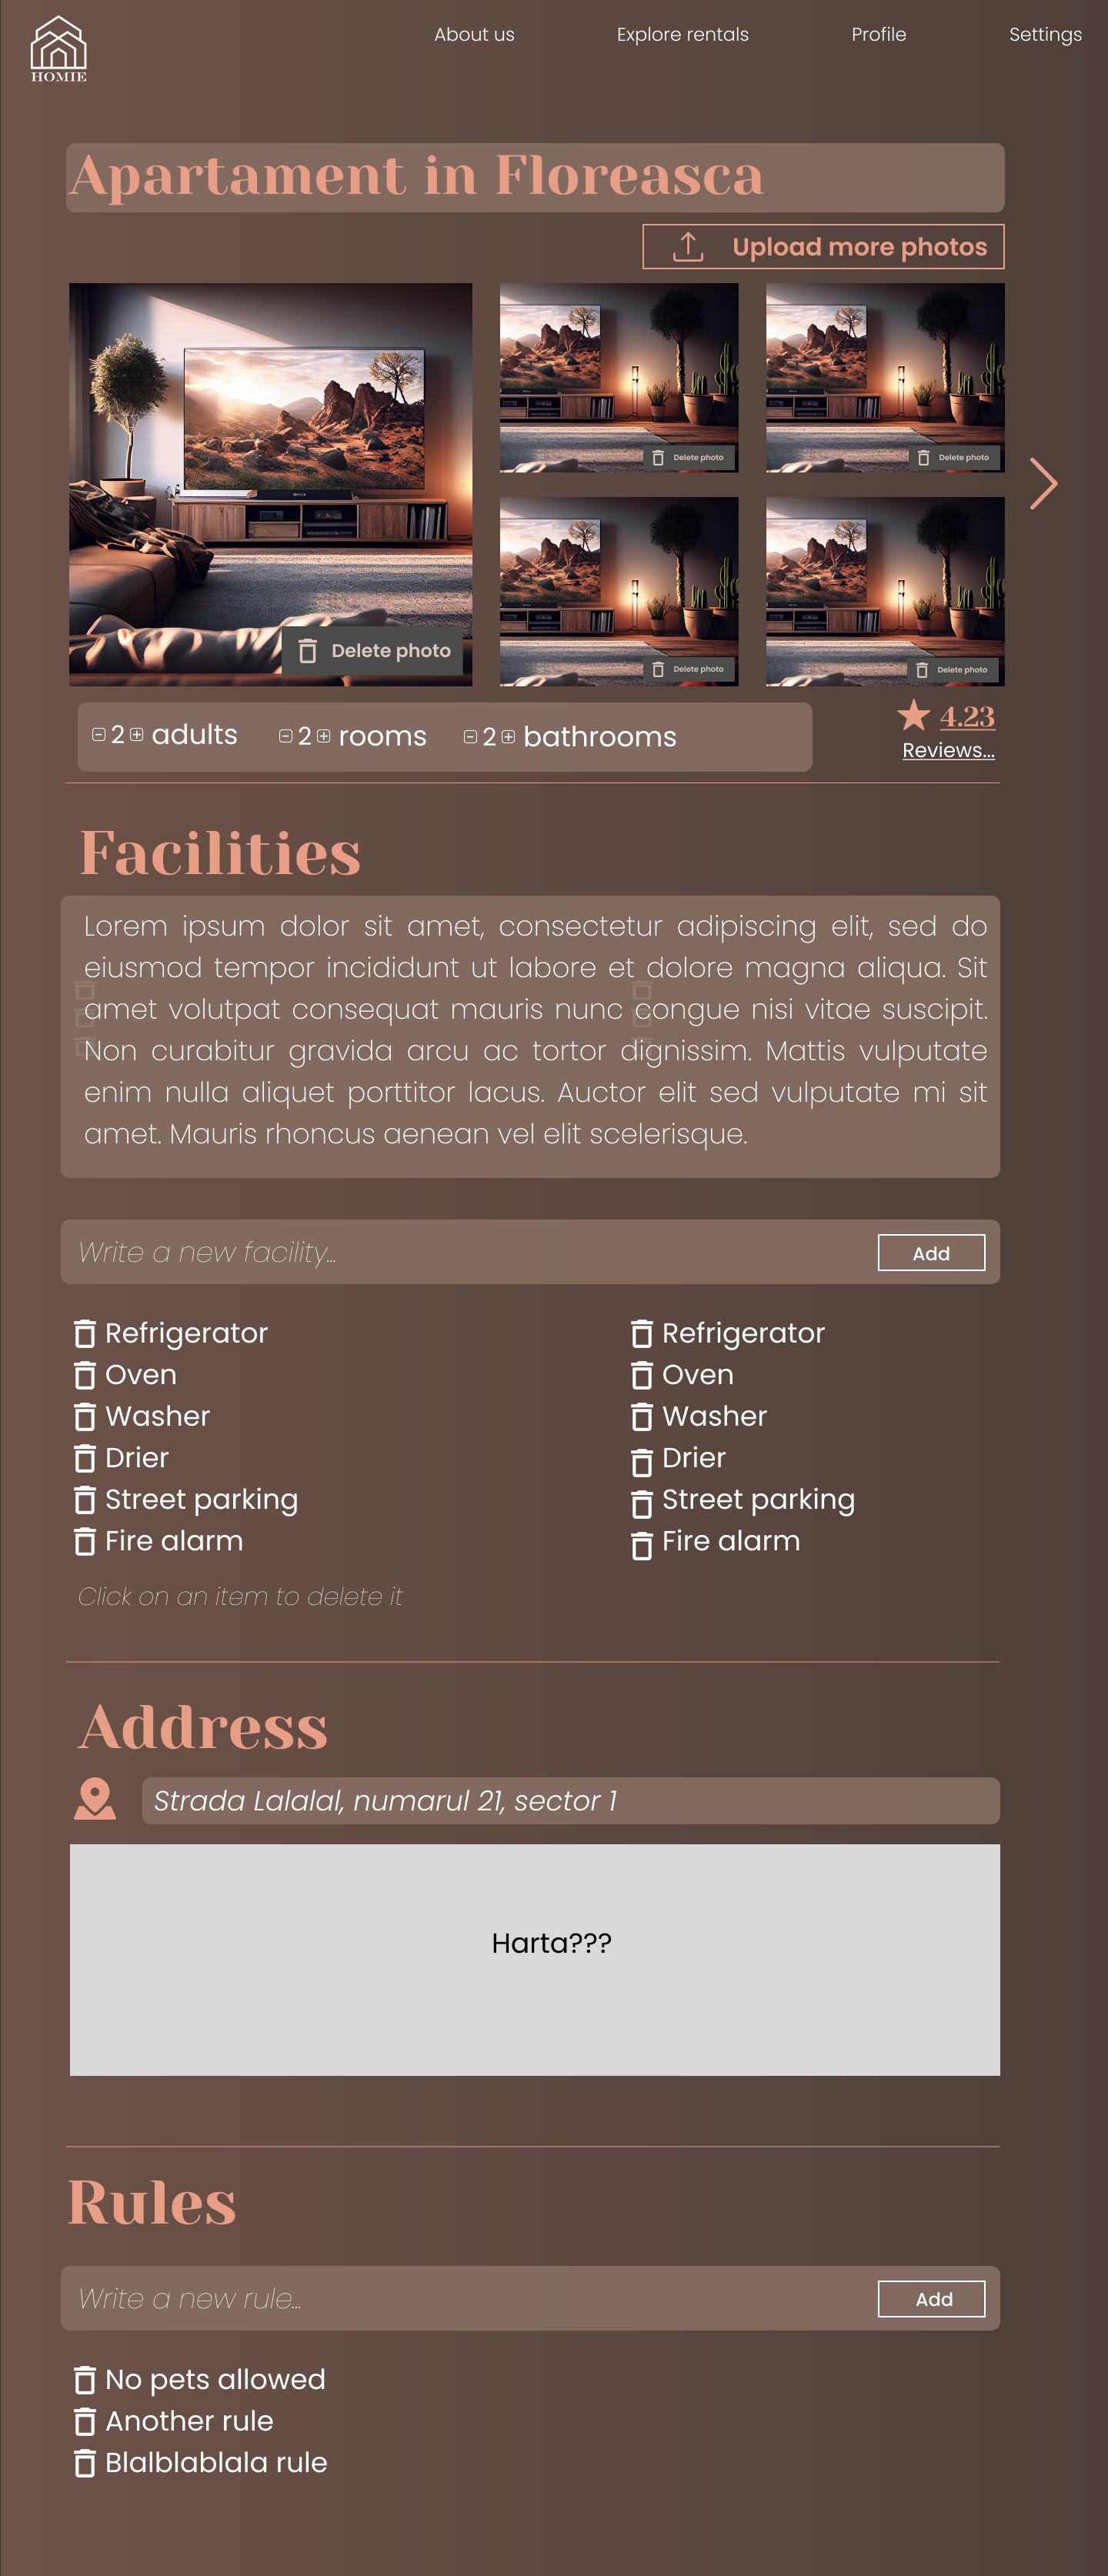 HOMIE
About us
Explore rentals
Profile
Settings
Apartament in Floreasca
Upload more photos
Delete photo
Delete photo
Delete photo
Delete photo
Delete photo
2 adults
2 rooms
2 bathrooms
4.23
Reviews...
Facilities
Lorem ipsum dolor sit amet, consectetur adipiscing elit, sed do
eiusmod tempor incididunt ut labore et dolore magna aliqua. Sit
amet volutpat consequat mauris nunc congue nisi vitae suscipit.
Non curabitur gravida arcu ac tortor dignissim. Mattis vulputate
enim nulla aliquet porttitor lacus. Auctor elit sed vulputate mi sit
amet. Mauris rhoncus aenean vel elit scelerisque.
Write a new facility...
Add
Refrigerator
Oven
Washer
Drier
Street parking
Fire alarm
Refrigerator
Oven
Washer
Drier
Street parking
Fire alarm
Click on an item to delete it
Address
Strada Lalalal, numarul 21, sector 1
Harta???
Rules
Write a new rule...
Add
No pets allowed
Another rule
Blalblablala rule